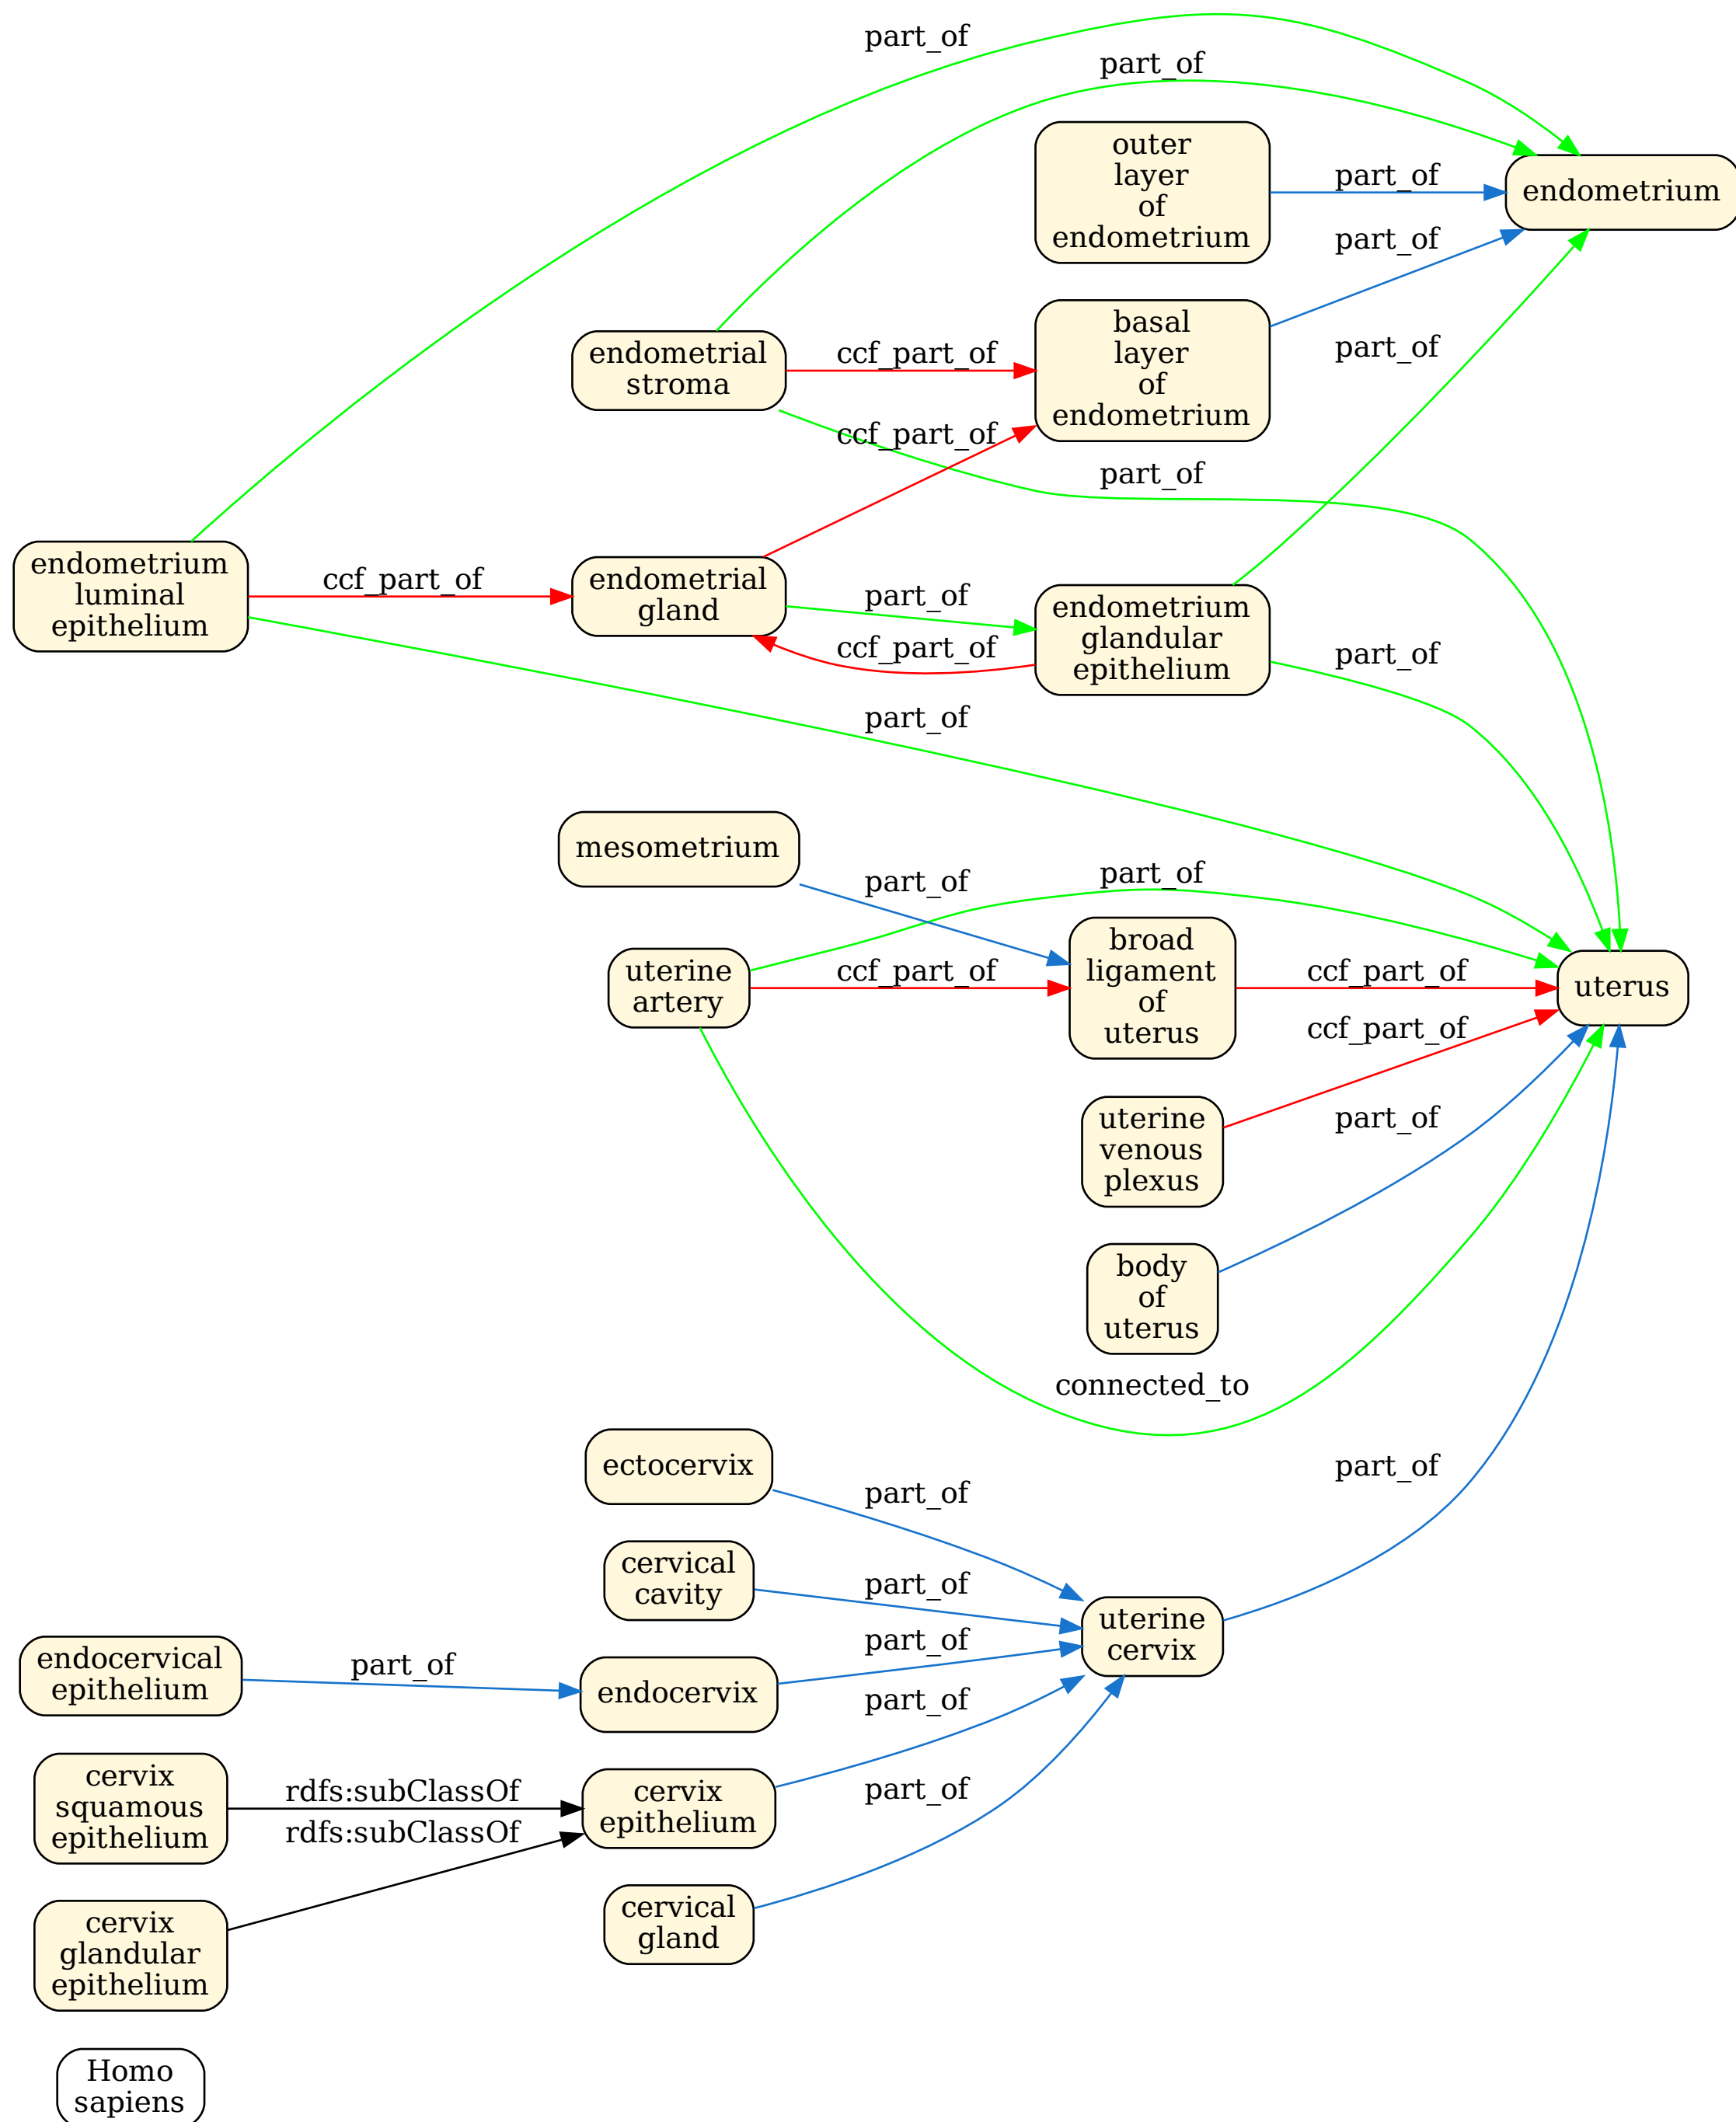 part_of
part_of
outer
layer
of
endometrium
part_of
endometrium
part_of
basal
layer
of
endometrium
endometrial
stroma
ccf_part_of
part_of
ccf_part_of
part_of
endometrium
luminal
epithelium
ccf_part_of
endometrial
gland
part_of
ccf_part_of
endometrium
glandular
epithelium
part_of
part_of
mesometrium
part_of
part_of
uterine
artery
ccf_part_of
broad
ligament
of
uterus
ccf_part_of
uterus
ccf_part_of
uterine
venous
plexus
part_of
body
of
uterus
connected_to
ectocervix
part_of
part_of
cervical
cavity
part_of
uterine
cervix
endocervical
epithelium
part_of
endocervix
part_of
part_of
cervix
squamous
epithelium
rdfs:subClassOf
rdfs:subClassOf
cervix
epithelium
part_of
cervix
glandular
epithelium
cervical
gland
Homo
sapiens